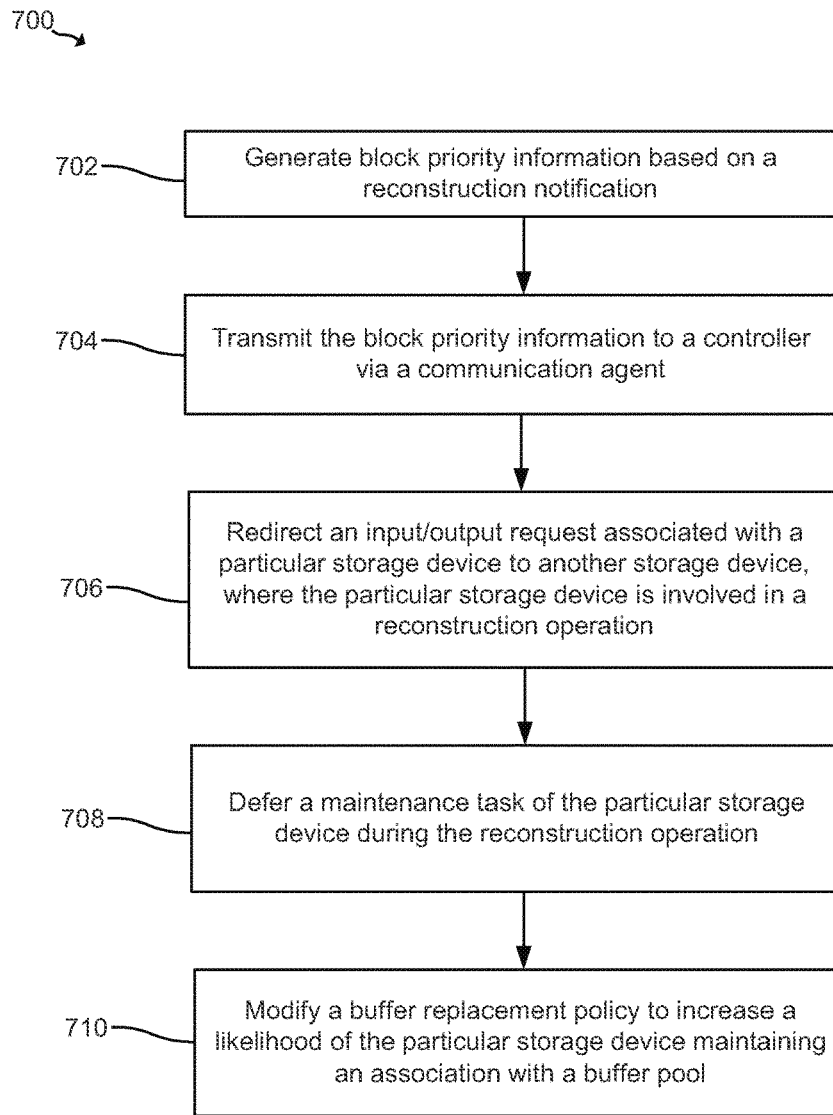 700
702
Generate block priority information based on a
reconstruction notification
704
Transmit the block priority information to a controller
via a communication agent
706
Redirect an input/output request associated with a
particular storage device to another storage device,
where the particular storage device is involved in a
reconstruction operation
708
Defer a maintenance task of the particular storage
device during the reconstruction operation
710
Modify a buffer replacement policy to increase a
likelihood of the particular storage device maintaining
an association with a buffer pool